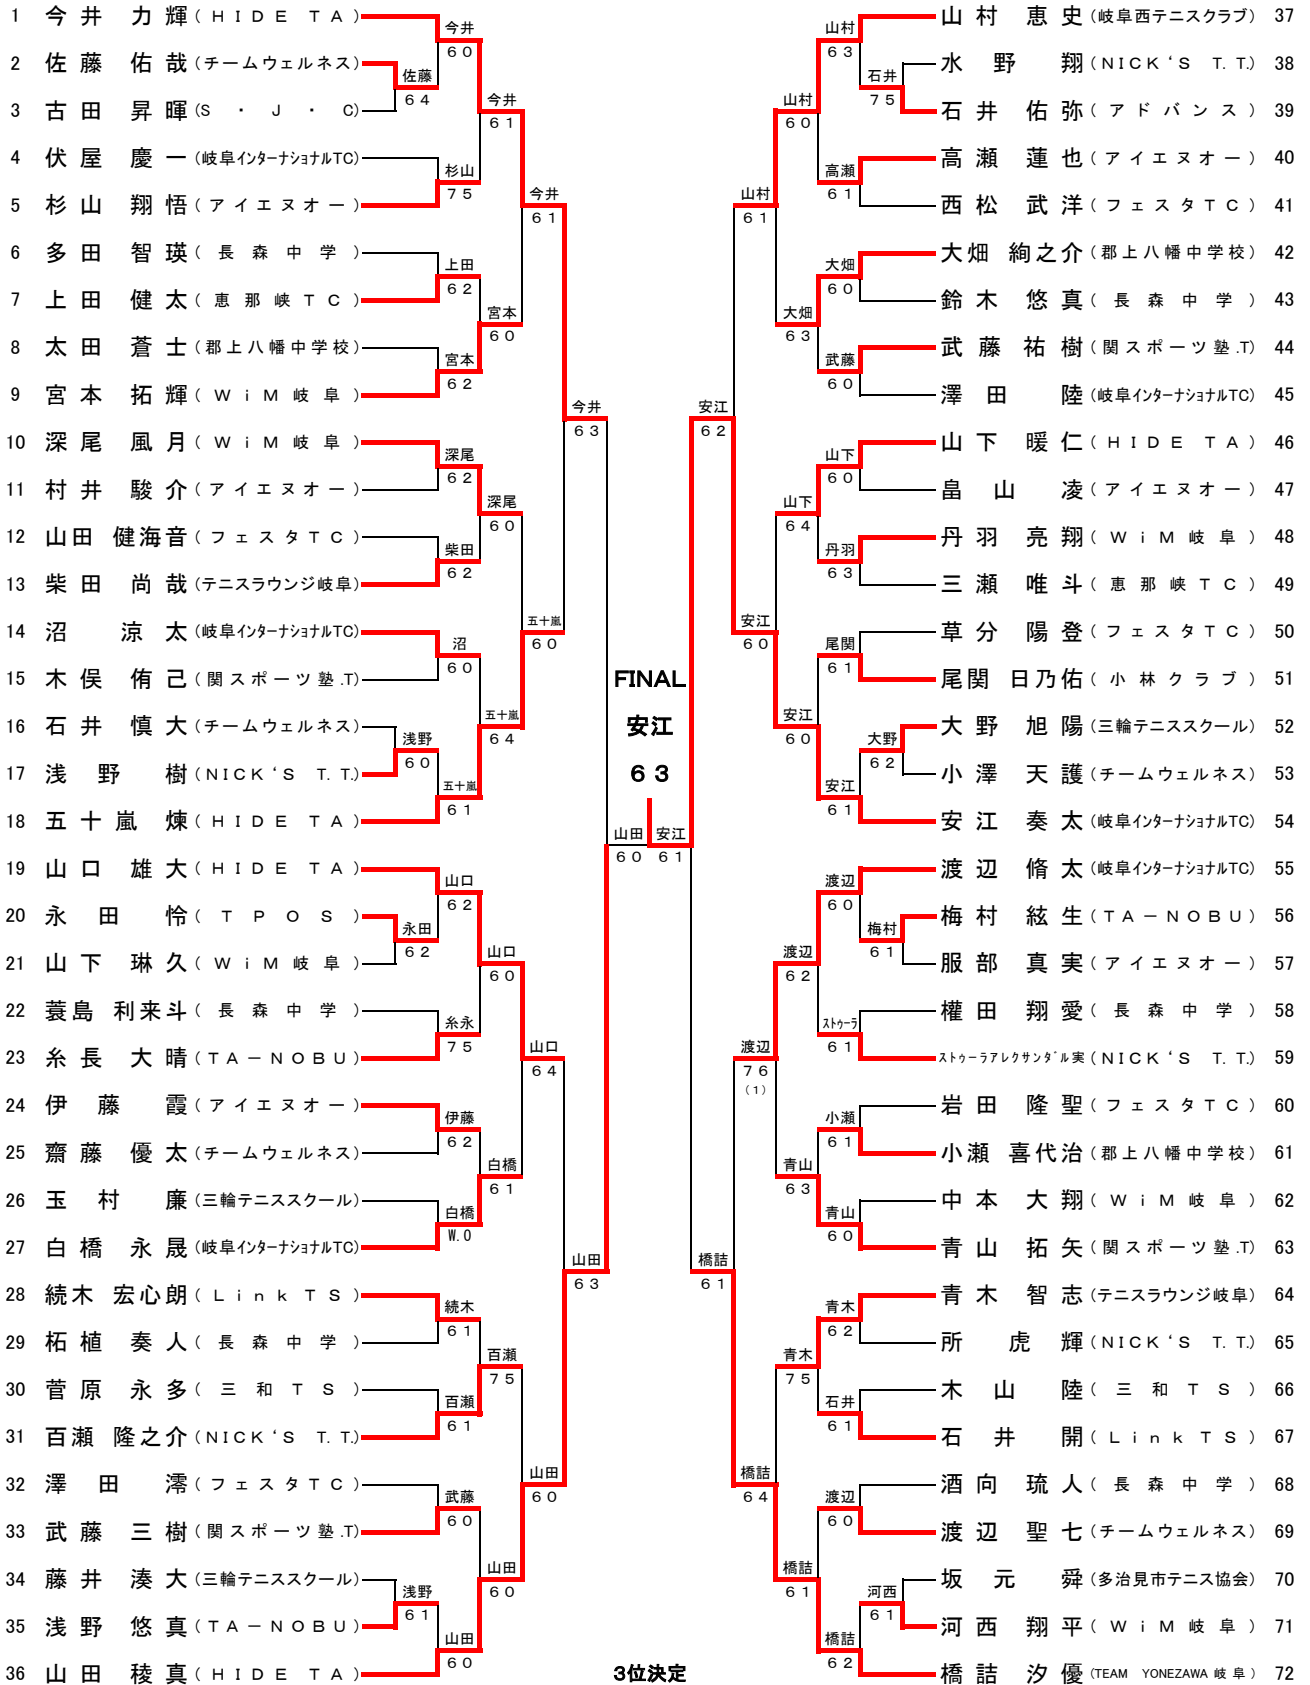 1 今井 力輝 (HIDE TA)
2 佐藤 佑哉 (チームウェルネス)
3 古田 昇暉 (S・J・C)
4 伏屋 慶一 (岐阜インターナショナルTC)
5 杉山 翔悟 (アイエヌオー)
6 多田 智瑛 (長森中学)
7 上田 健太 (恵那峡TC)
8 太田 蒼士 (郡上八幡中学校)
9 宮本 拓輝 (WiM岐阜)
10 深尾 風月 (WiM岐阜)
11 村井 駿介 (アイエヌオー)
12 山田 健海音 (フェスタTC)
13 柴田 尚哉 (テニスラウンジ岐阜)
14 沼 涼太 (岐阜インターナショナルTC)
15 木俣 侑己 (関スポーツ塾.T)
16 石井 慎大 (チームウェルネス)
17 浅野 樹 (NICK'S T.T.)
18 五十嵐 煉 (HIDE TA)
19 山口 雄大 (HIDE TA)
20 永田 怜 (TPOS)
21 山下 琳久 (WiM岐阜)
22 蓑島 利来斗 (長森中学)
23 糸長 大晴 (TA-NOBU)
24 伊藤 霞 (アイエヌオー)
25 齋藤 優太 (チームウェルネス)
26 玉村 廉 (三輪テニススクール)
27 白橋 永晟 (岐阜インターナショナルTC)
28 続木 宏心朗 (Link TS)
29 柘植 奏人 (長森中学)
30 菅原 永多 (三和TS)
31 百瀬 隆之介 (NICK'S T.T.)
32 澤田 澪 (フェスタTC)
33 武藤 三樹 (関スポーツ塾.T)
34 藤井 湊大 (三輪テニススクール)
35 浅野 悠真 (TA-NOBU)
36 山田 稜真 (HIDE TA)
佐藤
64
浅野
60
永田
62
浅野
61
今井
60
杉山
75
上田
62
宮本
62
深尾
62
柴田
62
沼
60
五十嵐
61
山口
62
糸永
75
伊藤
62
白橋
W.O
続木
61
百瀬
61
武藤
60
山田
60
今井
61
宮本
60
深尾
60
五十嵐
64
山口
60
白橋
61
百瀬
75
山田
60
今井
61
五十嵐
60
山口
64
山田
60
今井
63
山田
63
山田
60
FINAL
安江
63
安江
61
3位決定
安江
62
橋詰
61
山村
61
安江
60
渡辺
76
(1)
橋詰
64
山村
60
大畑
63
山下
64
安江
60
渡辺
62
青山
63
青木
75
橋詰
61
山村
63
高瀬
61
大畑
60
武藤
60
山下
60
丹羽
63
尾関
61
安江
61
渡辺
60
ストゥーラ
61
小瀬
61
青山
60
青木
62
石井
61
渡辺
60
橋詰
62
石井
75
大野
62
梅村
61
河西
61
山村 恵史 (岐阜西テニスクラブ) 37
水野 翔 (NICK'S T.T.) 38
石井 佑弥 (アドバンス) 39
高瀬 蓮也 (アイエヌオー) 40
西松 武洋 (フェスタTC) 41
大畑 絢之介 (郡上八幡中学校) 42
鈴木 悠真 (長森中学) 43
武藤 祐樹 (関スポーツ塾.T) 44
澤田 陸 (岐阜インターナショナルTC) 45
山下 暖仁 (HIDE TA) 46
畠山 凌 (アイエヌオー) 47
丹羽 亮翔 (WiM岐阜) 48
三瀬 唯斗 (恵那峡TC) 49
草分 陽登 (フェスタTC) 50
尾関 日乃佑 (小林クラブ) 51
大野 旭陽 (三輪テニススクール) 52
小澤 天護 (チームウェルネス) 53
安江 奏太 (岐阜インターナショナルTC) 54
渡辺 脩太 (岐阜インターナショナルTC) 55
梅村 絃生 (TA-NOBU) 56
服部 真実 (アイエヌオー) 57
權田 翔愛 (長森中学) 58
ストゥーラアレクサンダル実 (NICK'S T.T.) 59
岩田 隆聖 (フェスタTC) 60
小瀬 喜代治 (郡上八幡中学校) 61
中本 大翔 (WiM岐阜) 62
青山 拓矢 (関スポーツ塾.T) 63
青木 智志 (テニスラウンジ岐阜) 64
所 虎輝 (NICK'S T.T.) 65
木山 陸 (三和TS) 66
石井 開 (Link TS) 67
酒向 琉人 (長森中学) 68
渡辺 聖七 (チームウェルネス) 69
坂元 舜 (多治見市テニス協会) 70
河西 翔平 (WiM岐阜) 71
橋詰 汐優 (TEAM YONEZAWA 岐阜) 72